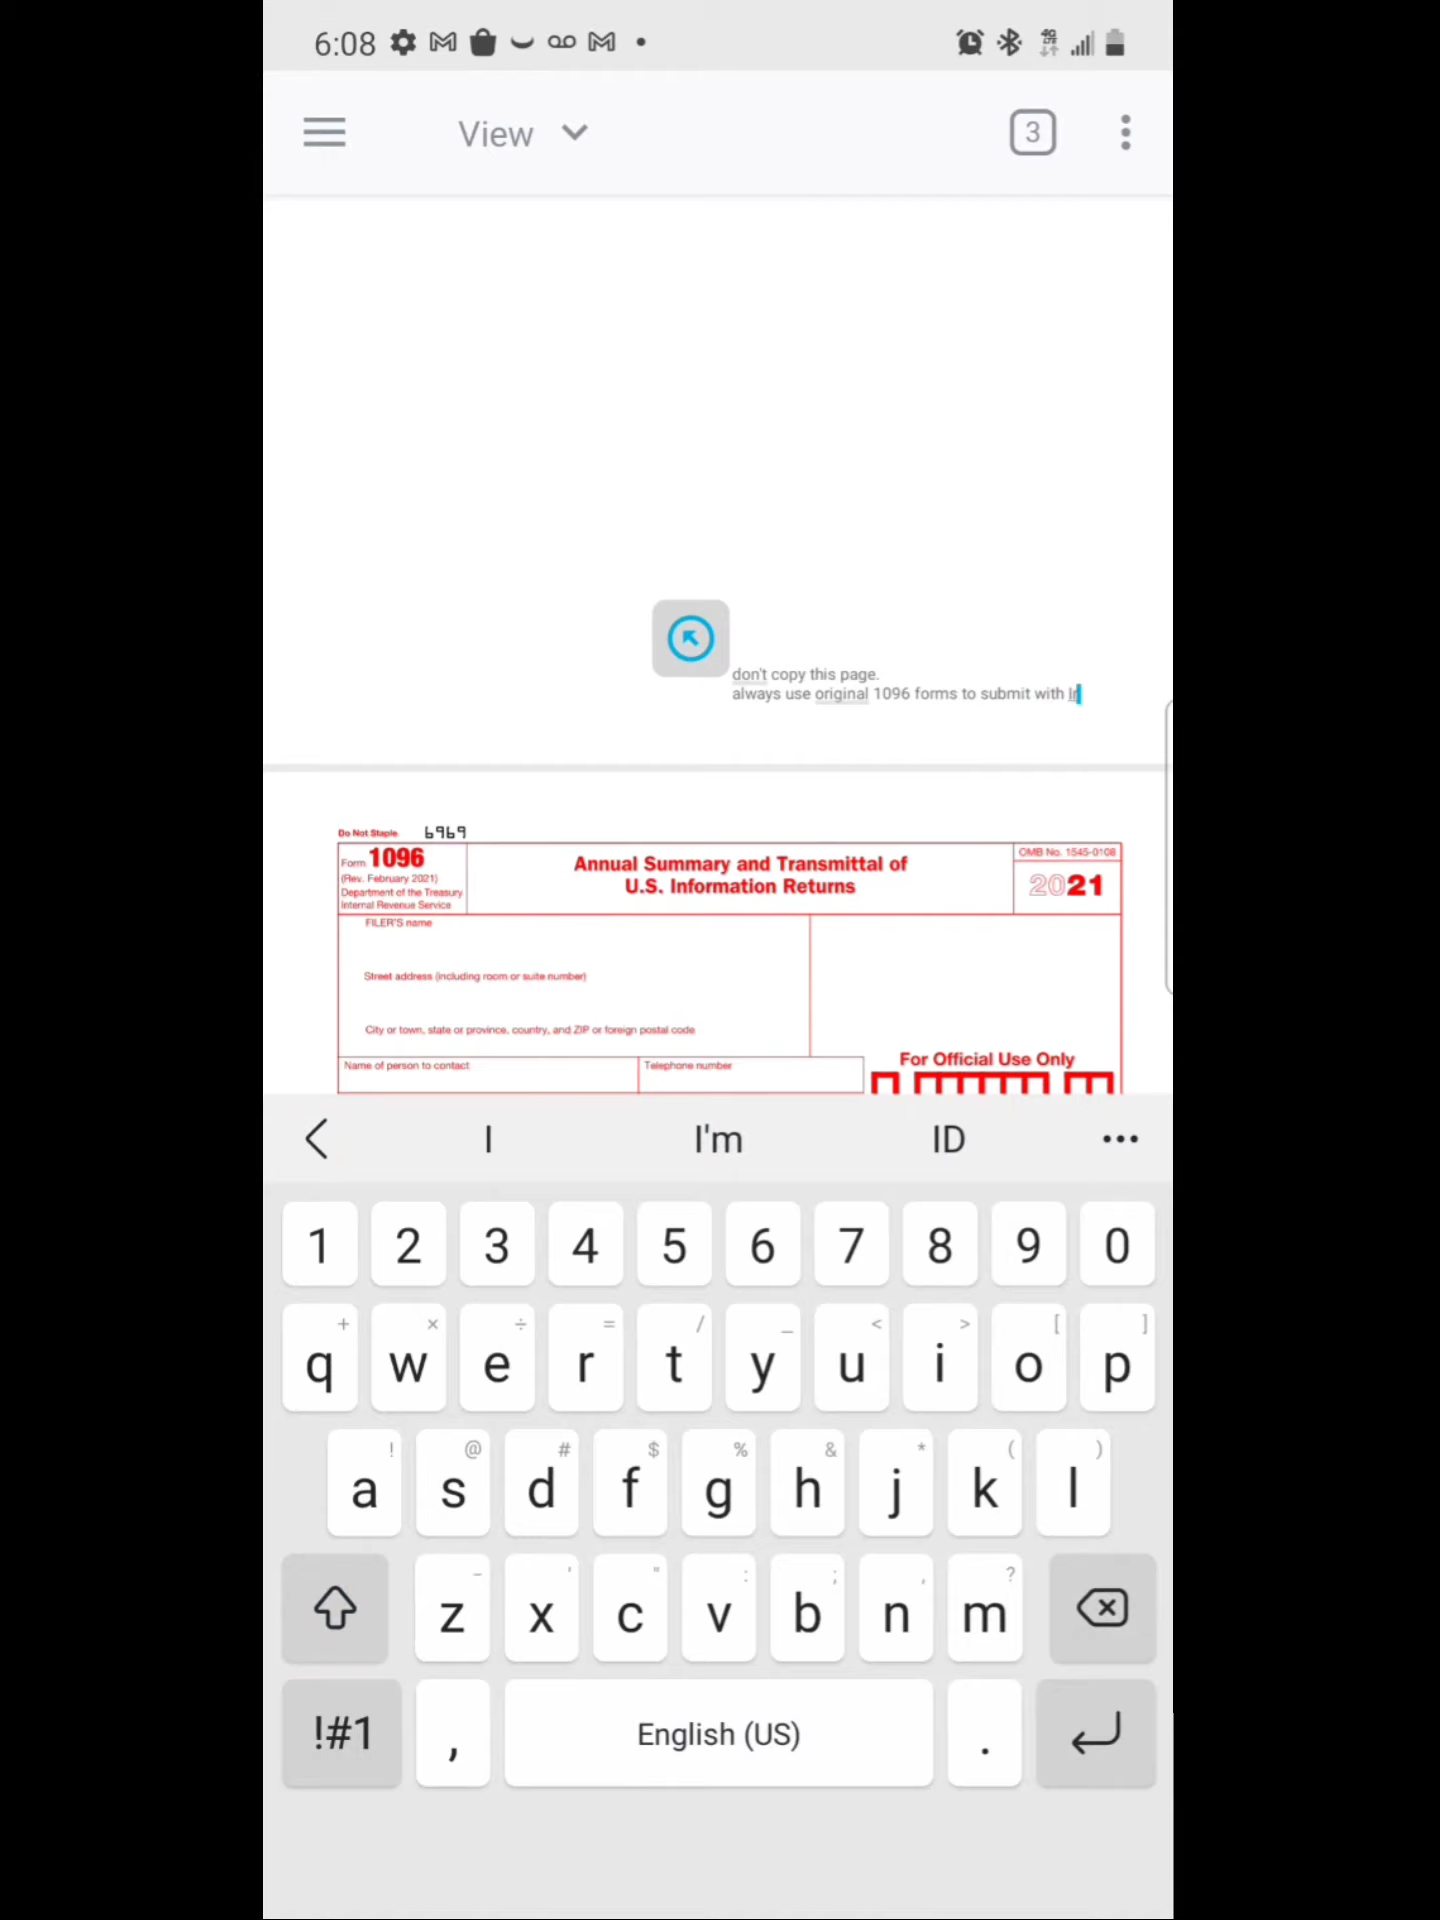 6:08
View
3
don't copy this page.
always use original 1096 forms to submit with Ir
Do Not Staple 6969
Form 1096
(Rev. February 2021)
Department of the Treasury
Internal Revenue Service
Annual Summary and Transmittal of
U.S. Information Returns
OMB No. 1545-0108
2021
FILER'S name
Street address (including room or suite number)
City or town, state or province, country, and ZIP or foreign postal code
Name of person to contact
Telephone number
For Official Use Only
I I'm ID
1 2 3 4 5 6 7 8 9 0
+ × ÷ = / _ < > [ ]
q w e r t y u i o p
! @ # $ % & * ( )
a s d f g h j k l
- ' " : ; , ?
z x c v b n m
!#1 , English (US) .